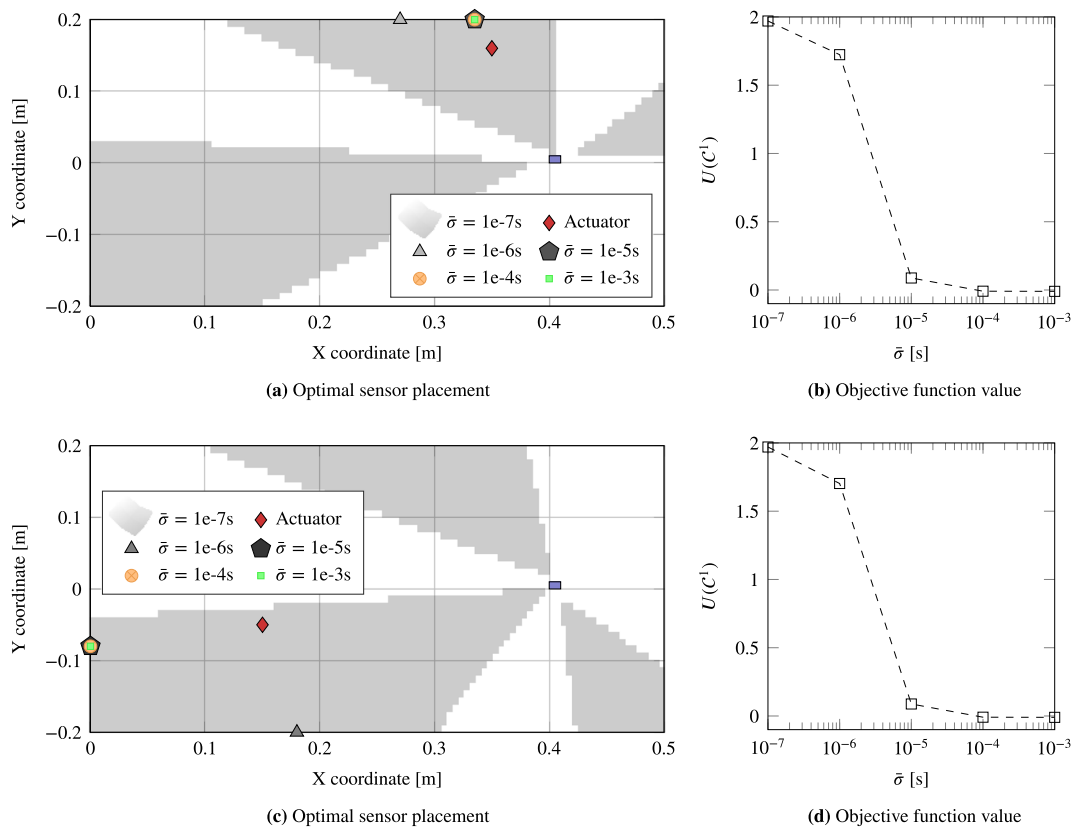 0.2
0.1
0
−0.1
−0.2
Y coordinate [m]
σ̄ = 1e-7s Actuator
σ̄ = 1e-6s σ̄ = 1e-5s
σ̄ = 1e-4s σ̄ = 1e-3s
0 0.1 0.2 0.3 0.4 0.5
X coordinate [m]
(a) Optimal sensor placement
2
1.5
1
0.5
0
U(𝒞¹)
10⁻⁷ 10⁻⁶ 10⁻⁵ 10⁻⁴ 10⁻³
σ̄ [s]
(b) Objective function value
0.2
0.1
0
−0.1
−0.2
Y coordinate [m]
σ̄ = 1e-7s Actuator
σ̄ = 1e-6s σ̄ = 1e-5s
σ̄ = 1e-4s σ̄ = 1e-3s
0 0.1 0.2 0.3 0.4 0.5
X coordinate [m]
(c) Optimal sensor placement
2
1.5
1
0.5
0
U(𝒞¹)
10⁻⁷ 10⁻⁶ 10⁻⁵ 10⁻⁴ 10⁻³
σ̄ [s]
(d) Objective function value